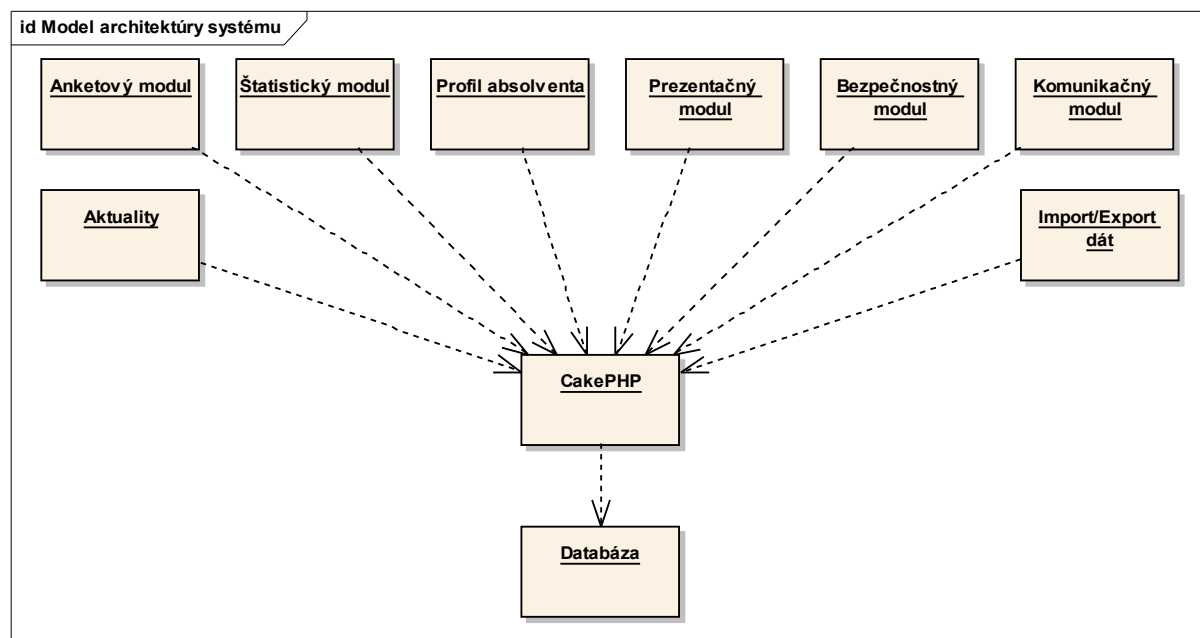 id Model architektúry systému
Anketový modul
Štatistický modul
Profil absolventa
Prezentačný
modul
Bezpečnostný
modul
Komunikačný
modul
Aktuality
Import/Export
dát
CakePHP
Databáza